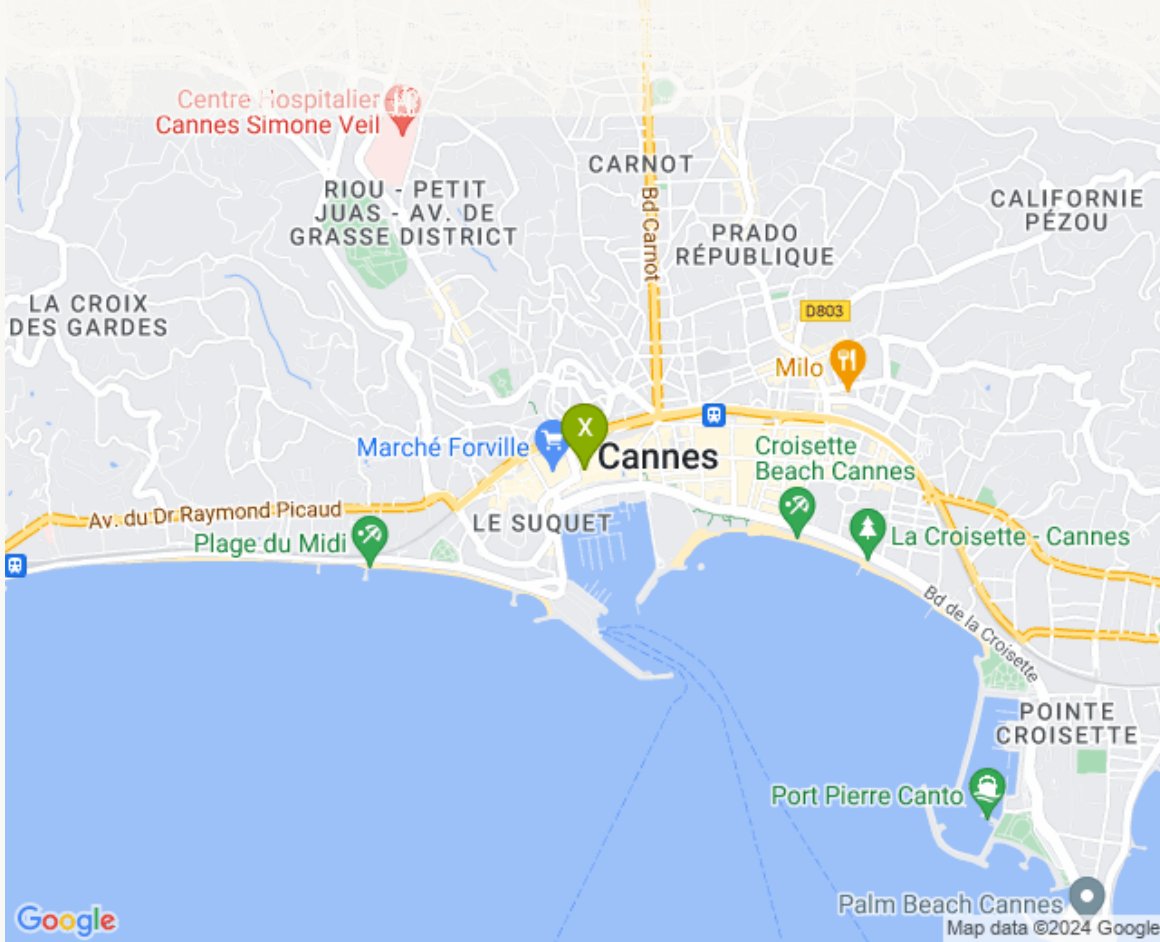 Centre Hospitalier
Cannes Simone Veil
CARNOT
RIOU - PETIT
JUAS - AV. DE
GRASSE DISTRICT
Bd Carnot
CALIFORNIE
PÉZOU
PRADO
RÉPUBLIQUE
LA CROIX
DES GARDES
D803
Milo
X
Marché Forville
Cannes
Croisette
Beach Cannes
Av. du Dr Raymond Picaud
LE SUQUET
Plage du Midi
La Croisette - Cannes
Bd de la Croisette
POINTE
CROISETTE
Port Pierre Canto
Palm Beach Cannes
Google
Map data ©2024 Google